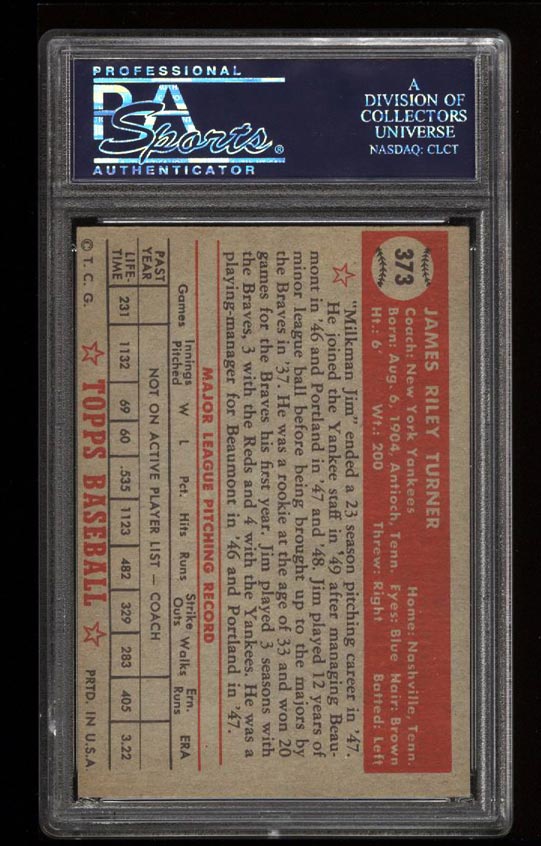 PROFESSIONAL
PSA
Sports®
AUTHENTICATOR
A
DIVISION OF
COLLECTORS
UNIVERSE
NASDAQ: CLCT
373
JAMES RILEY TURNER
Coach: New York Yankees Home: Nashville, Tenn.
Born: Aug. 6, 1904, Antioch, Tenn. Eyes: Blue Hair: Brown
Ht.: 6' Wt.: 200 Threw: Right Batted: Left
"Milkman Jim" ended a 23 season pitching career in '47.
He joined the Yankee staff in '49 after managing Beau-
mont in '46 and Portland in '47 and '48. Jim played 12 years of
minor league ball before being brought up to the majors by
the Braves in '37. He was a rookie at the age of 33 and won 20
games for the Braves his first year. Jim played 3 seasons with
the Braves, 3 with the Reds and 4 with the Yankees. He was a
playing-manager for Beaumont in '46 and Portland in '47.
MAJOR LEAGUE PITCHING RECORD
Games Innings Pitched W L Pct. Hits Runs Strike Outs Walks Ern. Runs ERA
PAST YEAR NOT ON ACTIVE PLAYER LIST — COACH
LIFE-TIME 231 1132 69 60 .535 1123 482 329 283 405 3.22
© T. C. G. TOPPS BASEBALL PRTD. IN U.S.A.